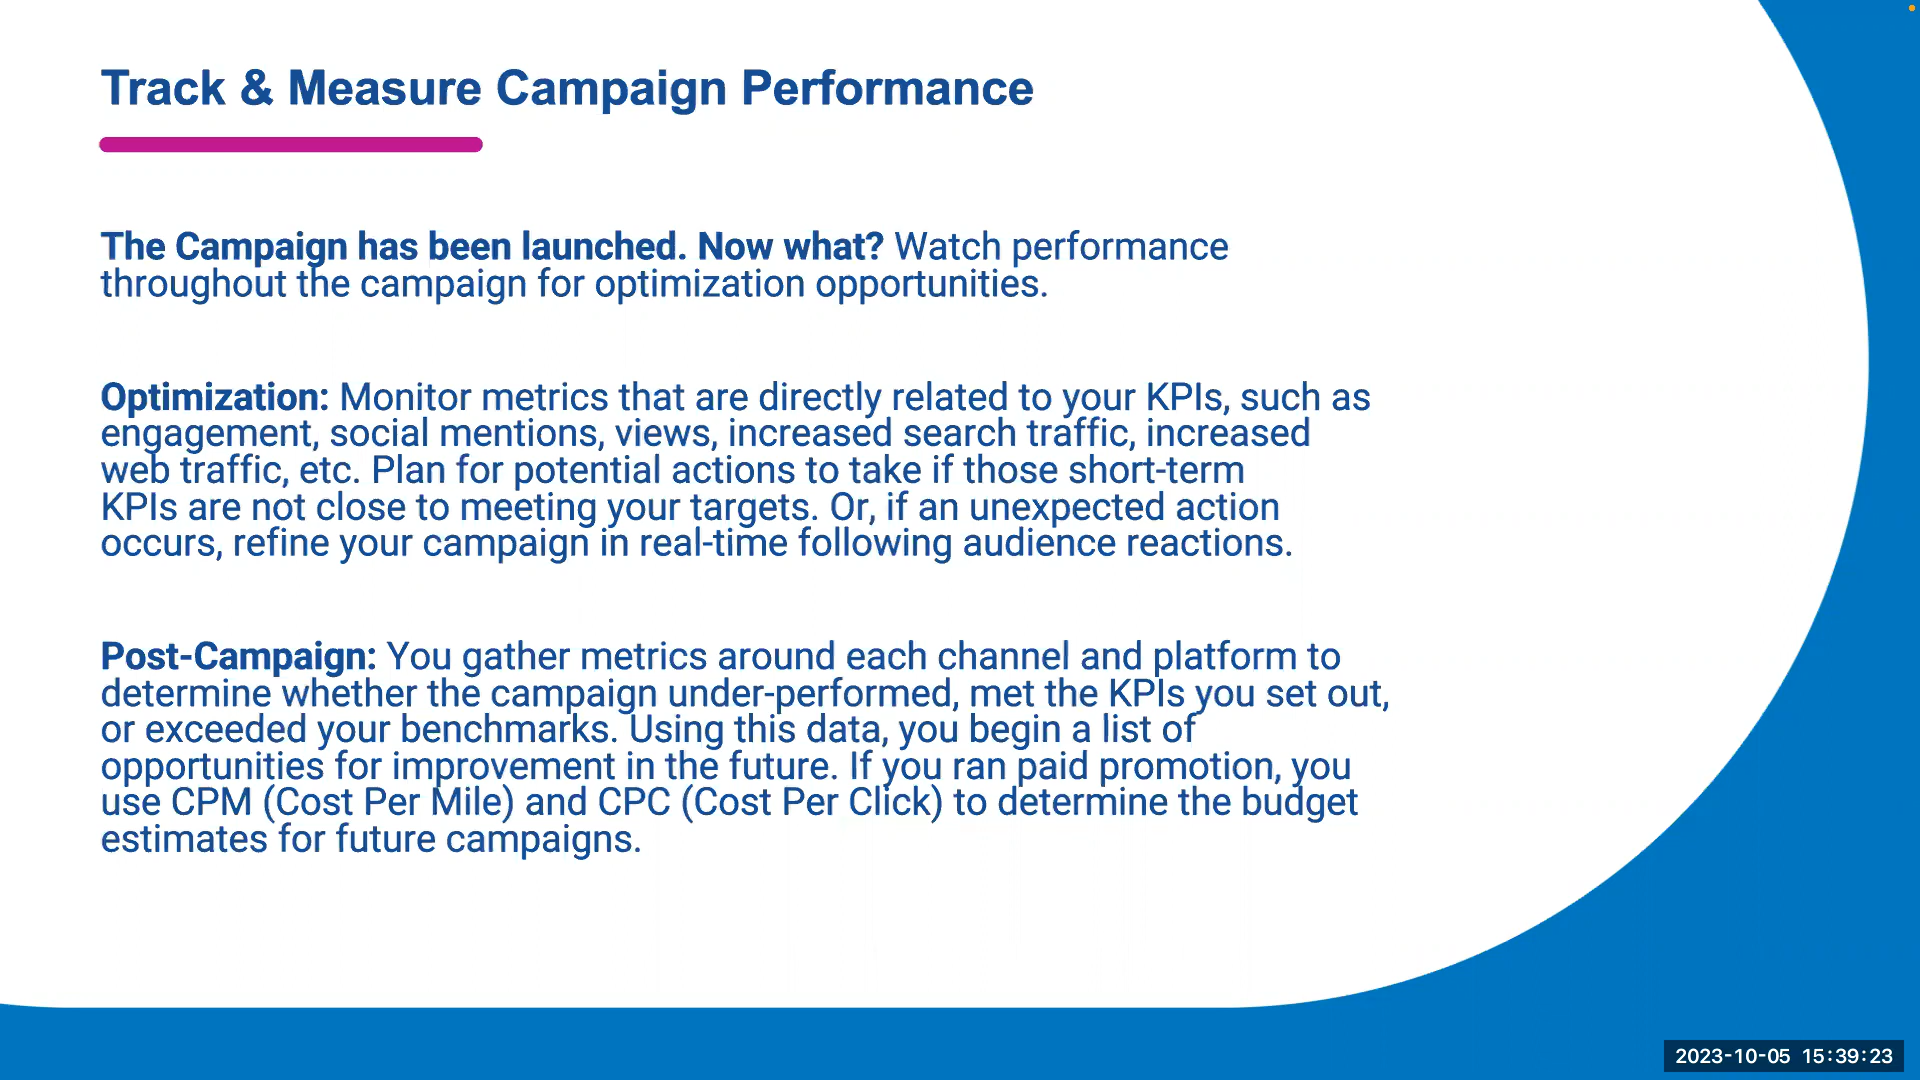 Track & Measure Campaign Performance
The Campaign has been launched. Now what? Watch performance
throughout the campaign for optimization opportunities.
Optimization: Monitor metrics that are directly related to your KPIs, such as
engagement, social mentions, views, increased search traffic, increased
web traffic, etc. Plan for potential actions to take if those short-term
KPIs are not close to meeting your targets. Or, if an unexpected action
occurs, refine your campaign in real-time following audience reactions.
Post-Campaign: You gather metrics around each channel and platform to
determine whether the campaign under-performed, met the KPIs you set out,
or exceeded your benchmarks. Using this data, you begin a list of
opportunities for improvement in the future. If you ran paid promotion, you
use CPM (Cost Per Mile) and CPC (Cost Per Click) to determine the budget
estimates for future campaigns.
2023-10-05 15:39:23